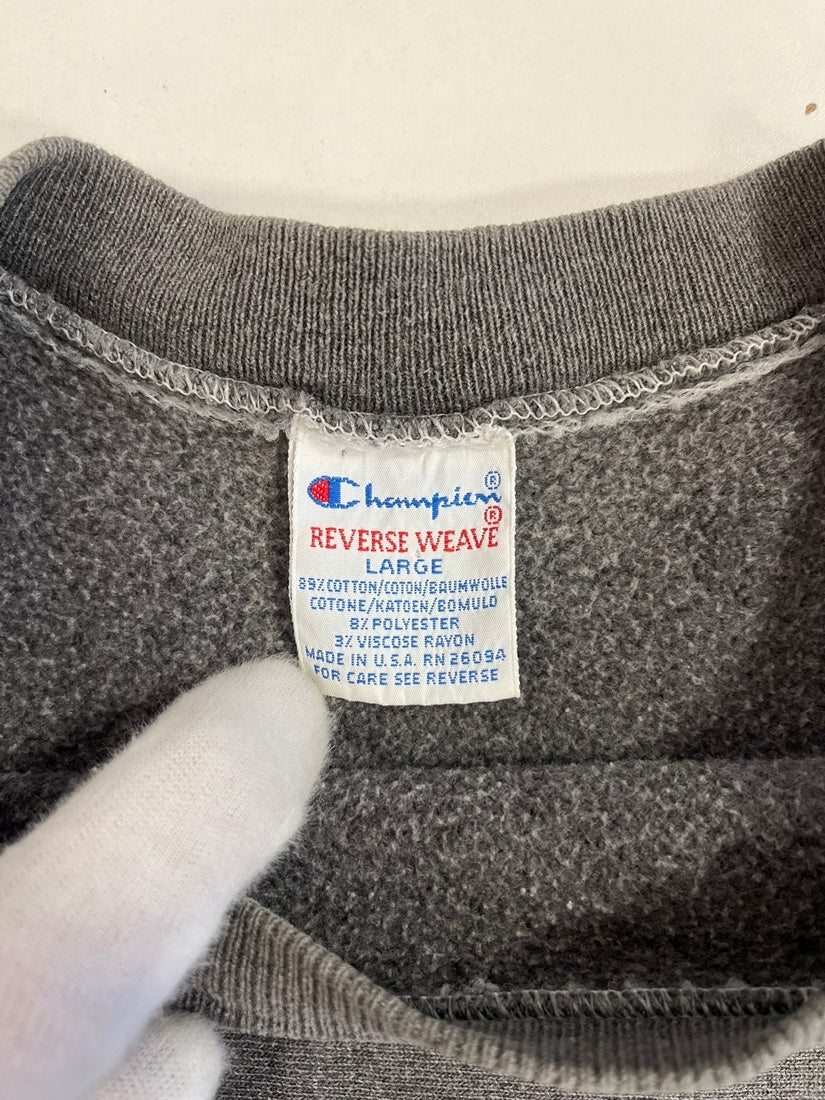 Champion®
REVERSE WEAVE®
LARGE
89% COTTON/COTON/BAUMWOLLE
COTONE/KATOEN/BOMULD
8% POLYESTER
3% VISCOSE RAYON
MADE IN U.S.A. RN 26094
FOR CARE SEE REVERSE